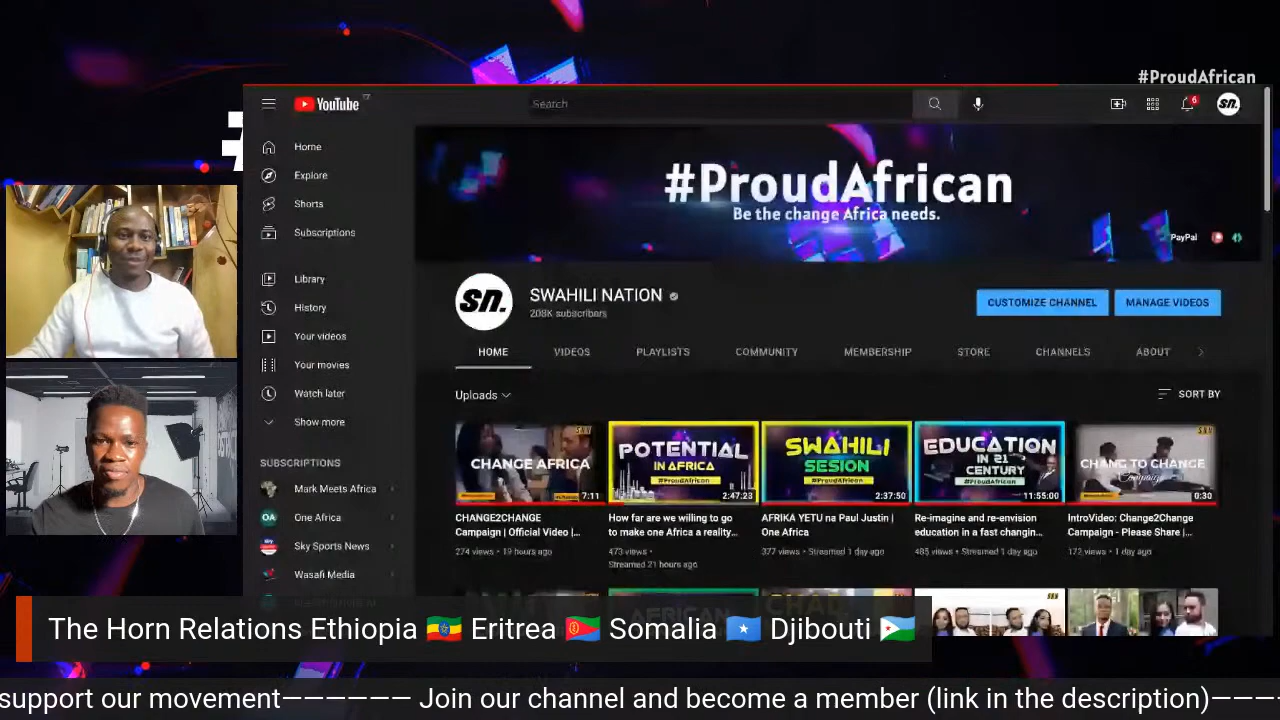 #ProudAfrican
YouTube
Search
6
sn.
Home
Explore
Shorts
Subscriptions
Library
History
Your videos
Your movies
Watch later
Show more
SUBSCRIPTIONS
Mark Meets Africa
One Africa
Sky Sports News
Wasafi Media
#ProudAfrican
Be the change Africa needs.
PayPal
sn.
SWAHILI NATION
208K subscribers
CUSTOMIZE CHANNEL
MANAGE VIDEOS
HOME
VIDEOS
PLAYLISTS
COMMUNITY
MEMBERSHIP
STORE
CHANNELS
ABOUT
Uploads
SORT BY
CHANGE AFRICA
7:11
CHANGE2CHANGE
Campaign | Official Video |...
274 views • 19 hours ago
POTENTIAL
IN AFRICA
#ProudAfrican
2:47:23
How far are we willing to go
to make one Africa a reality...
473 views •
Streamed 21 hours ago
SWAHILI
SESION
#ProudAfrican
2:37:50
AFRIKA YETU na Paul Justin |
One Africa
377 views • Streamed 1 day ago
EDUCATION
IN 21
CENTURY
#ProudAfrican
11:55:00
Re-imagine and re-envision
education in a fast changin...
485 views • Streamed 1 day ago
CHANG TO CHANGE
Campaign
0:30
IntroVideo: Change2Change
Campaign - Please Share |...
172 views • 1 day ago
AFRICAN
The Horn Relations Ethiopia 🇪🇹 Eritrea 🇪🇷 Somalia 🇸🇴 Djibouti 🇩🇯
support our movement—————— Join our channel and become a member (link in the description)————